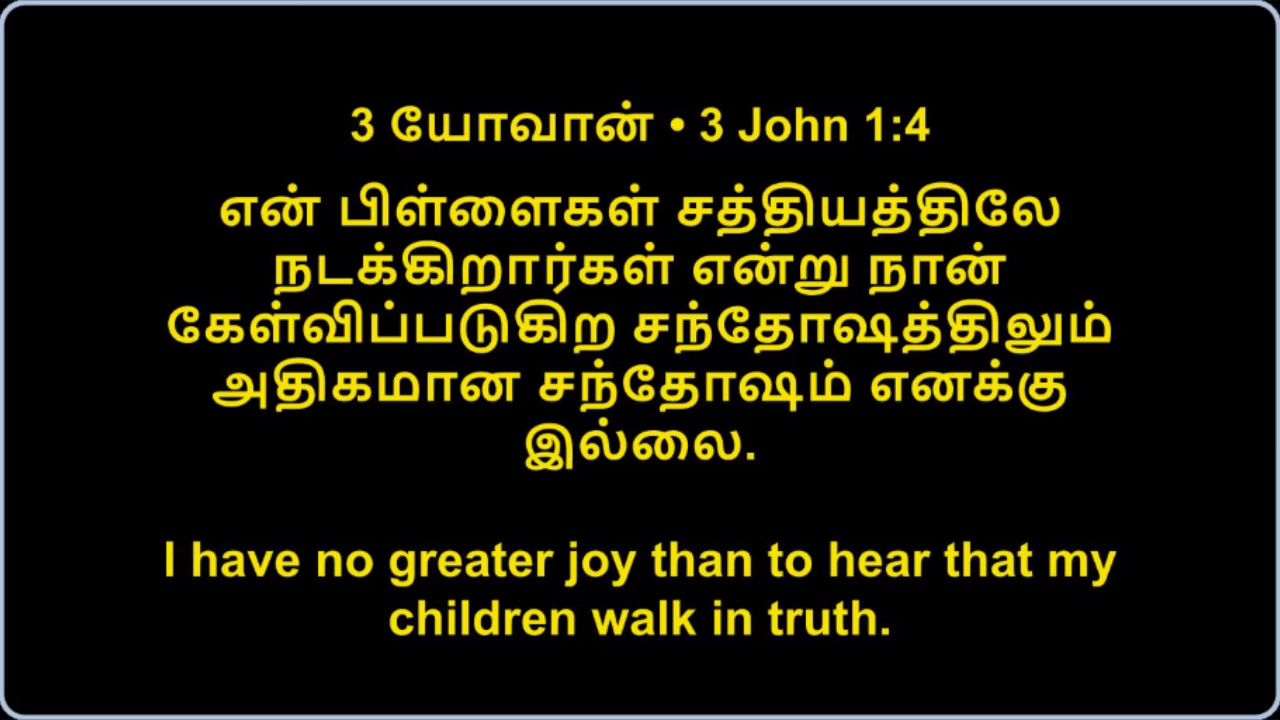 3 யோவான் • 3 John 1:4
என் பிள்ளைகள் சத்தியத்திலே
நடக்கிறார்கள் என்று நான்
கேள்விப்படுகிற சந்தோஷத்திலும்
அதிகமான சந்தோஷம் எனக்கு
இல்லை.
I have no greater joy than to hear that my
children walk in truth.